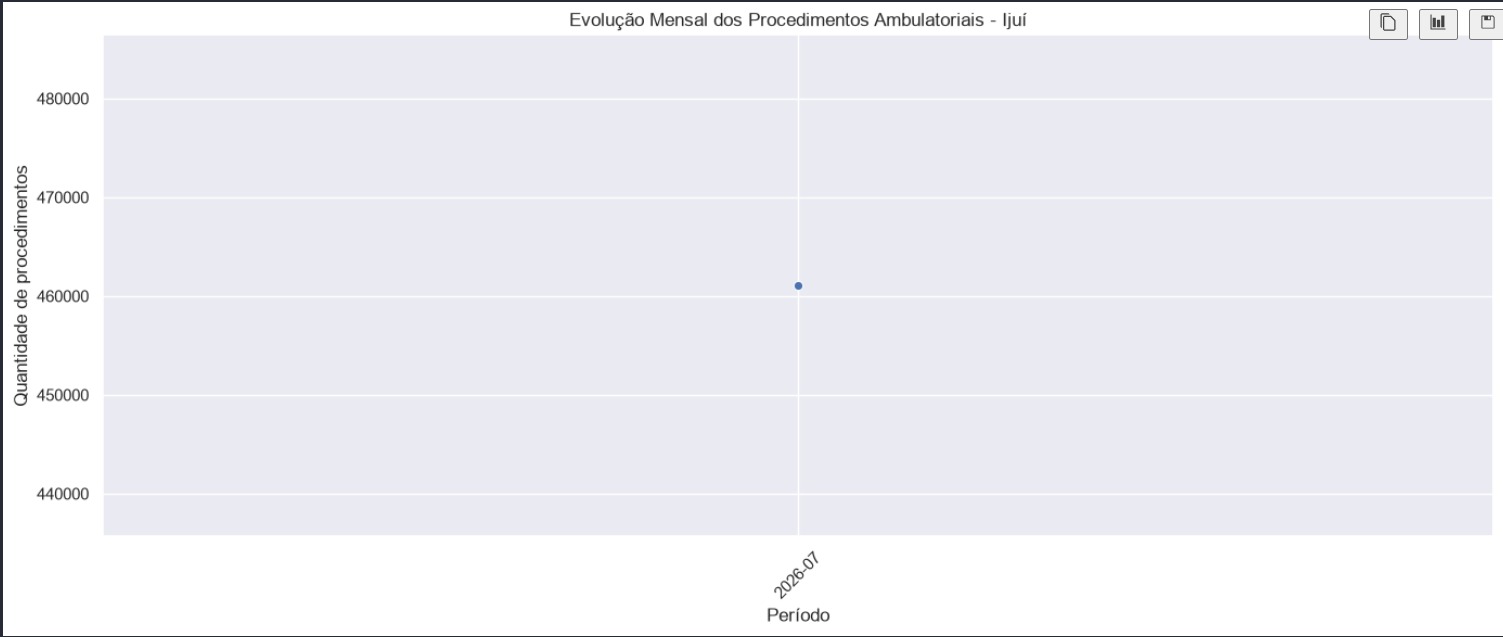 Evolução Mensal dos Procedimentos Ambulatoriais - Ijuí
480000
470000
460000
450000
440000
Quantidade de procedimentos
2026-07
Período